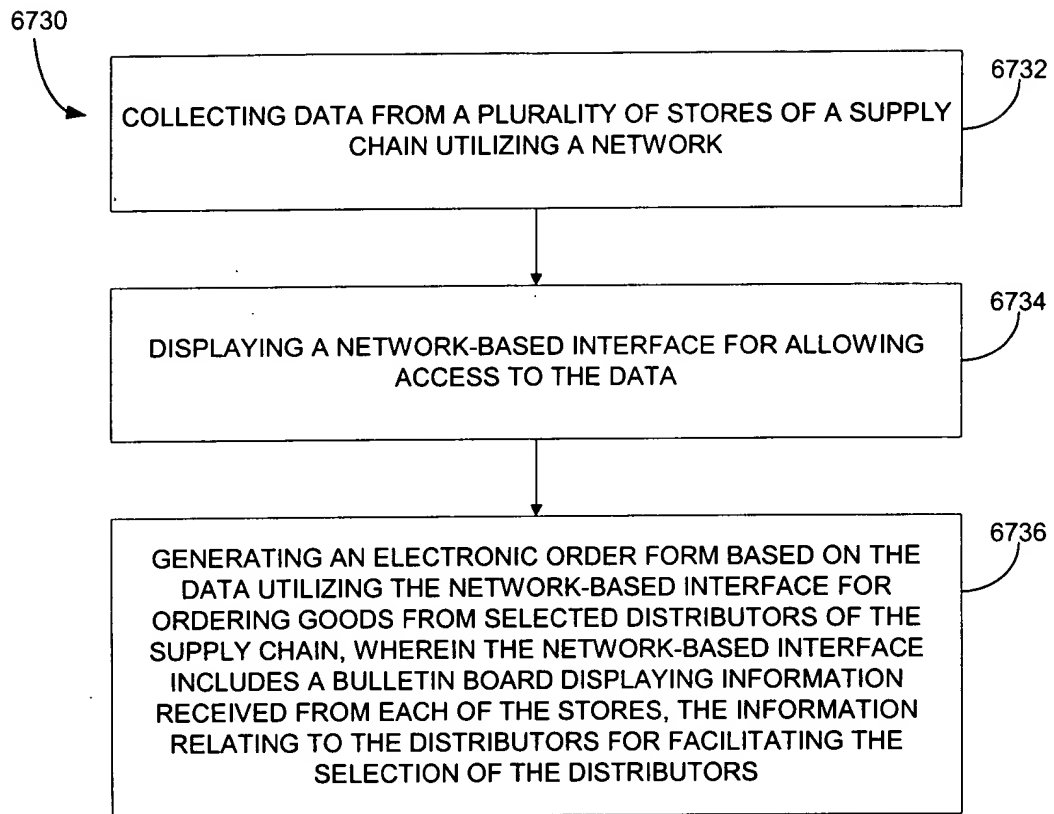 6730
6732
COLLECTING DATA FROM A PLURALITY OF STORES OF A SUPPLY
CHAIN UTILIZING A NETWORK
6734
DISPLAYING A NETWORK-BASED INTERFACE FOR ALLOWING
ACCESS TO THE DATA
6736
GENERATING AN ELECTRONIC ORDER FORM BASED ON THE
DATA UTILIZING THE NETWORK-BASED INTERFACE FOR
ORDERING GOODS FROM SELECTED DISTRIBUTORS OF THE
SUPPLY CHAIN, WHEREIN THE NETWORK-BASED INTERFACE
INCLUDES A BULLETIN BOARD DISPLAYING INFORMATION
RECEIVED FROM EACH OF THE STORES, THE INFORMATION
RELATING TO THE DISTRIBUTORS FOR FACILITATING THE
SELECTION OF THE DISTRIBUTORS